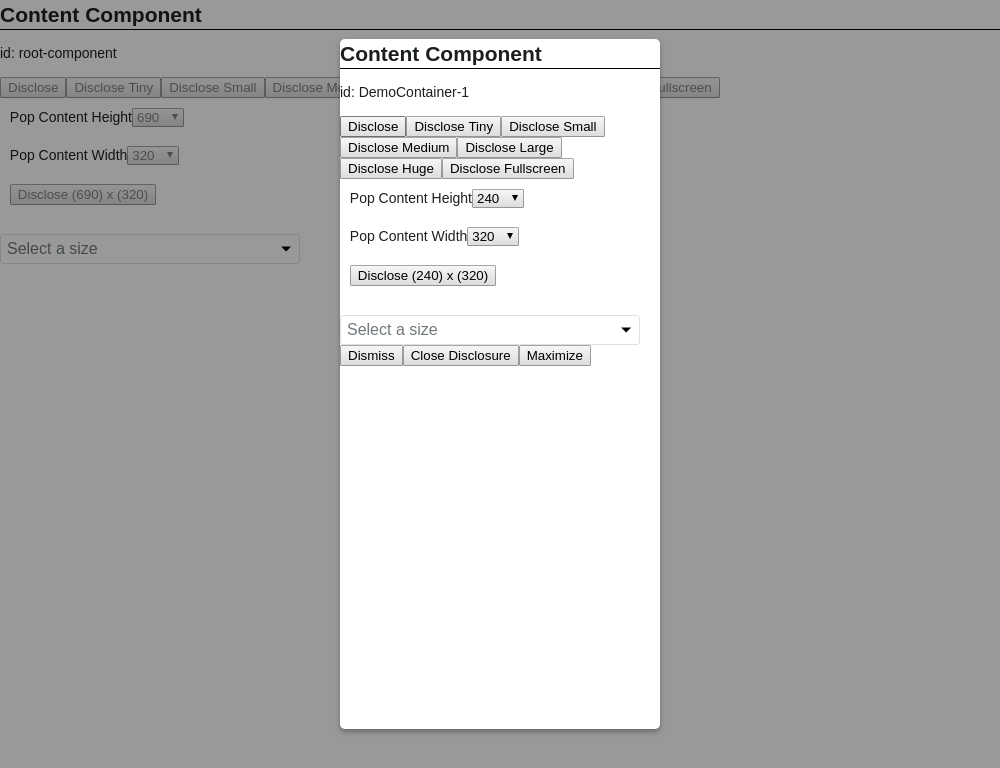 Content Component
id: root-component
Disclose Disclose Tiny Disclose Small Disclose M ullscreen
Pop Content Height 690
Pop Content Width 320
Disclose (690) x (320)
Select a size
Content Component
id: DemoContainer-1
Disclose Disclose Tiny Disclose Small
Disclose Medium Disclose Large
Disclose Huge Disclose Fullscreen
Pop Content Height 240
Pop Content Width 320
Disclose (240) x (320)
Select a size
Dismiss Close Disclosure Maximize